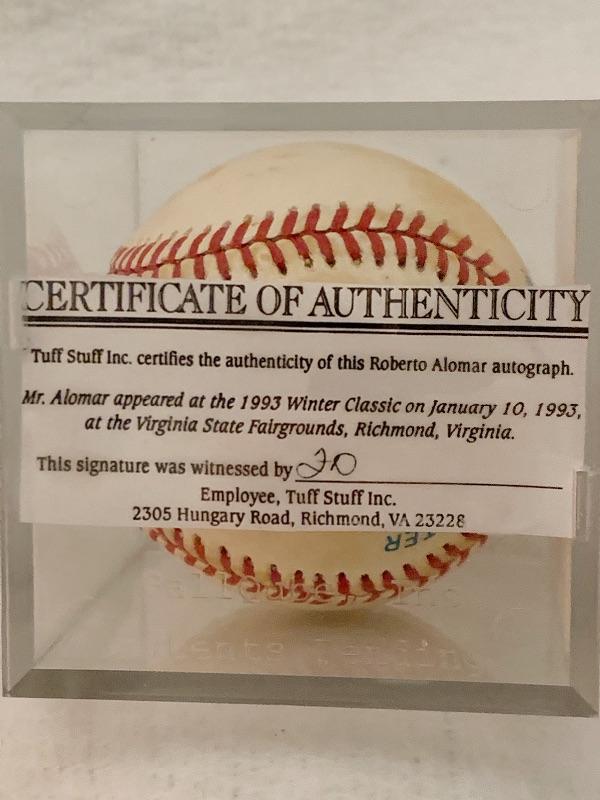 CERTIFICATE OF AUTHENTICITY
Tuff Stuff Inc. certifies the authenticity of this Roberto Alomar autograph.
Mr. Alomar appeared at the 1993 Winter Classic on January 10, 1993,
at the Virginia State Fairgrounds, Richmond, Virginia.
This signature was witnessed by
Employee, Tuff Stuff Inc.
2305 Hungary Road, Richmond, VA 23228
TER